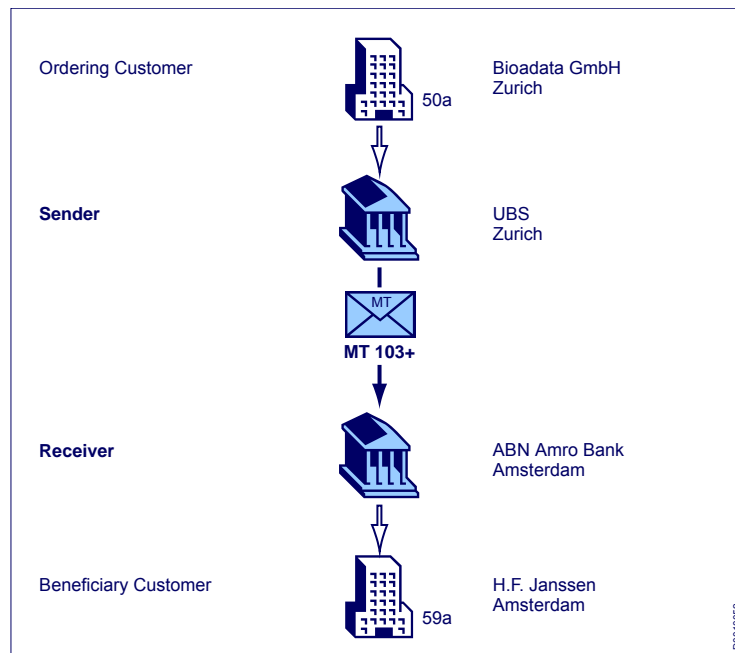 Ordering Customer
50a
Bioadata GmbH
Zurich
Sender
UBS
Zurich
MT
MT 103+
Receiver
ABN Amro Bank
Amsterdam
Beneficiary Customer
59a
H.F. Janssen
Amsterdam